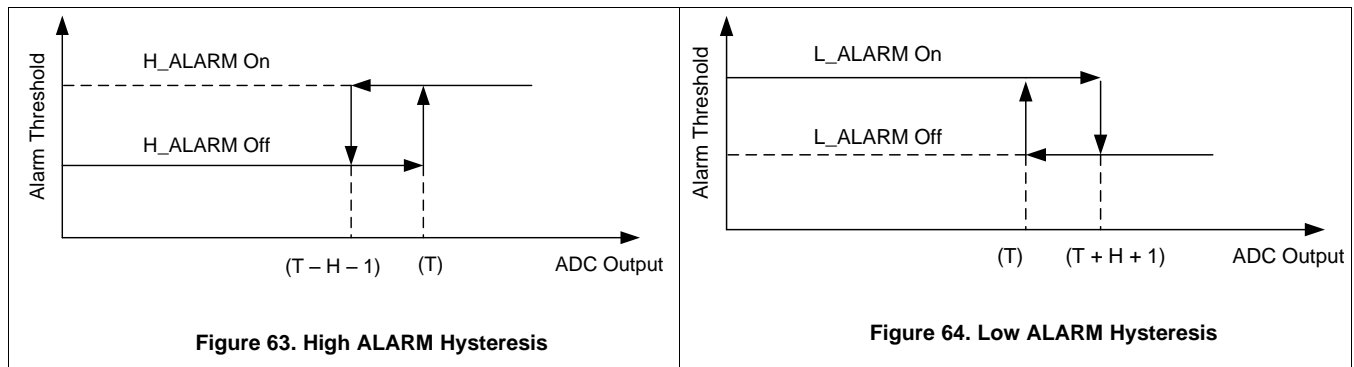 Alarm Threshold
H_ALARM On
H_ALARM Off
(T – H – 1)
(T)
ADC Output
Figure 63. High ALARM Hysteresis
Alarm Threshold
L_ALARM On
L_ALARM Off
(T)
(T + H + 1)
ADC Output
Figure 64. Low ALARM Hysteresis